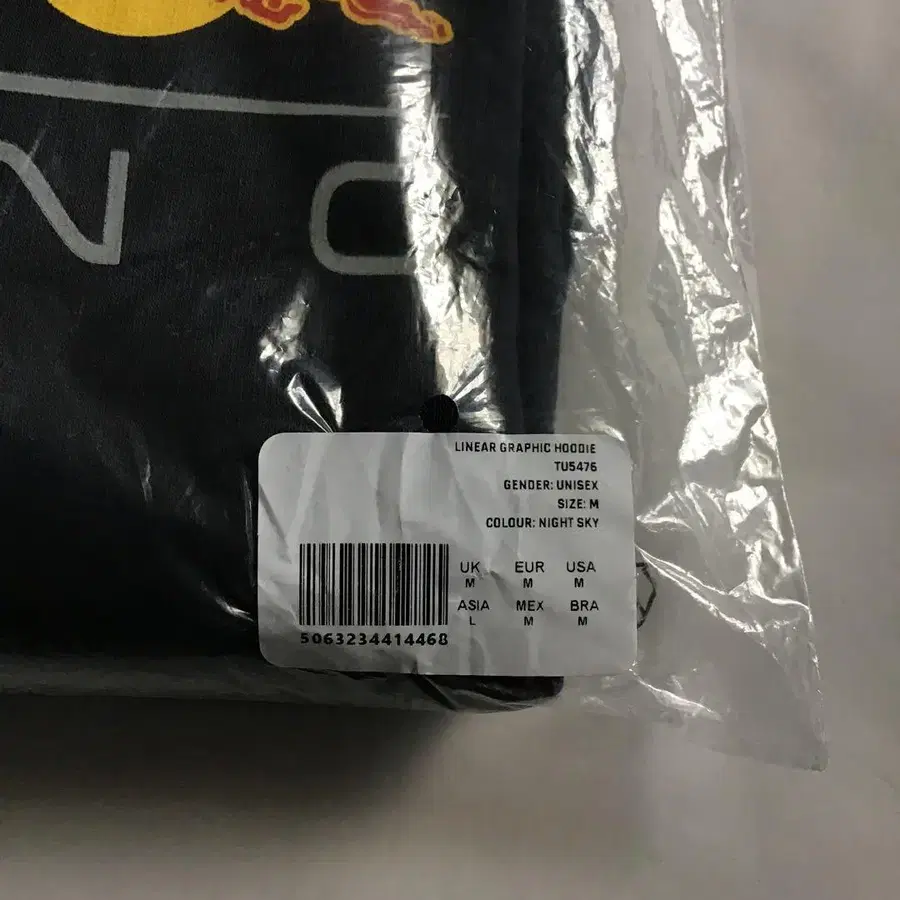 LINEAR GRAPHIC HOODIE
TU5476
GENDER: UNISEX
SIZE: M
COLOUR: NIGHT SKY
UK EUR USA
M M M
ASIA MEX BRA
L M M
5063234414468